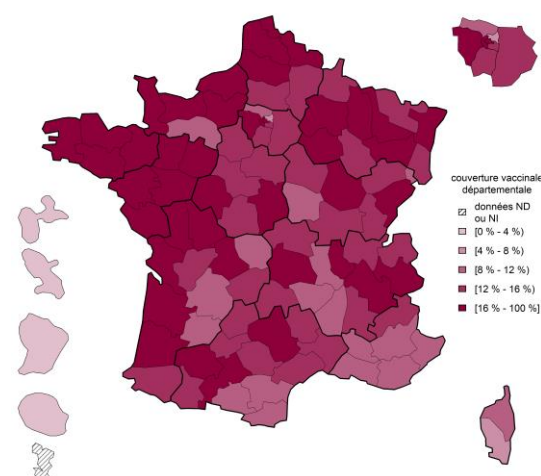 couverture vaccinale
départementale
données ND
ou NI
[0 % - 4 %)
[4 % - 8 %)
[8 % - 12 %)
[12 % - 16 %)
[16 % - 100 %]